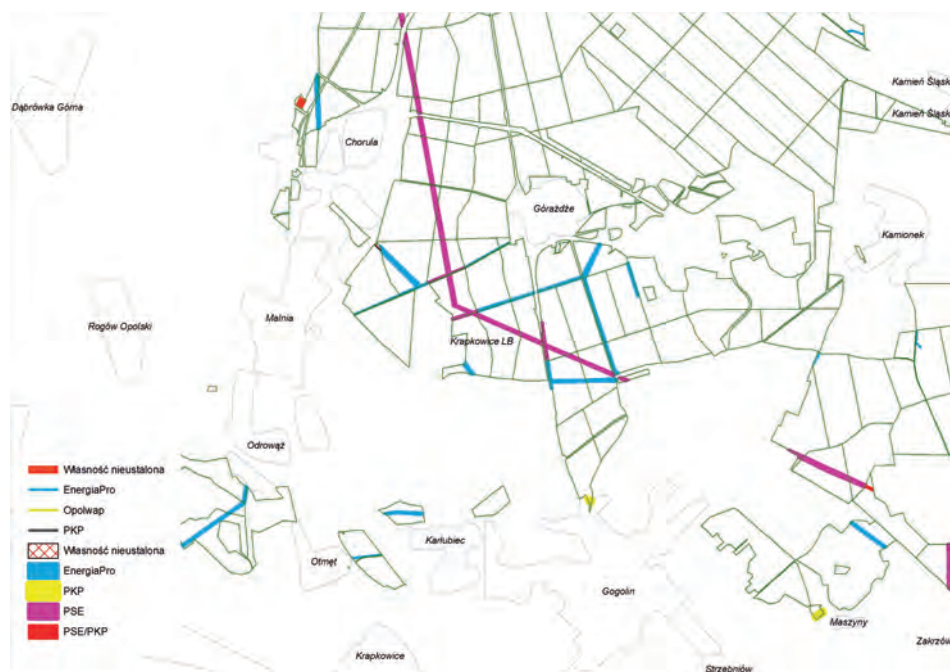 Kamień Śląsk
Dąbrówka Górna
Kamień Śląsk
Chorula
Górażdże
Kamionek
Malnia
Rogów Opolski
Krapkowice LB
Odrowąż
Własność nieustalona
EnergiaPro
Opolwap
PKP
Własność nieustalona
EnergiaPro
PKP
PSE
PSE/PKP
Karłubiec
Otmęt
Gogolin
Maszyny
Zakrzów
Krapkowice
Strzebniów